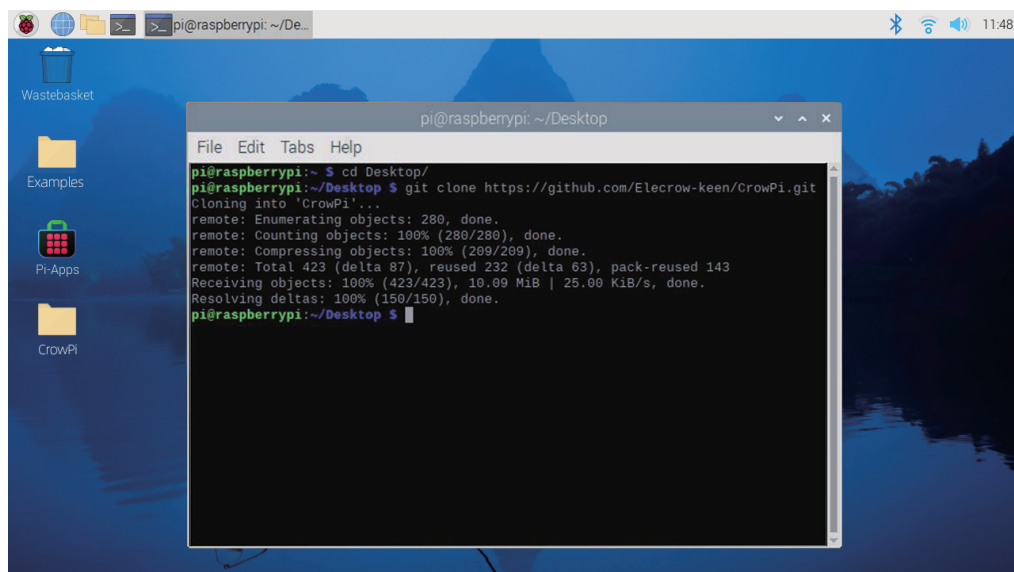 pi@raspberrypi: ~/De...
11:48
Wastebasket
Examples
Pi-Apps
CrowPi
pi@raspberrypi: ~/Desktop
File Edit Tabs Help
pi@raspberrypi:~ $ cd Desktop/
pi@raspberrypi:~/Desktop $ git clone https://github.com/Elecrow-keen/CrowPi.git
Cloning into 'CrowPi'...
remote: Enumerating objects: 280, done.
remote: Counting objects: 100% (280/280), done.
remote: Compressing objects: 100% (209/209), done.
remote: Total 423 (delta 87), reused 232 (delta 63), pack-reused 143
Receiving objects: 100% (423/423), 10.09 MiB | 25.00 KiB/s, done.
Resolving deltas: 100% (150/150), done.
pi@raspberrypi:~/Desktop $